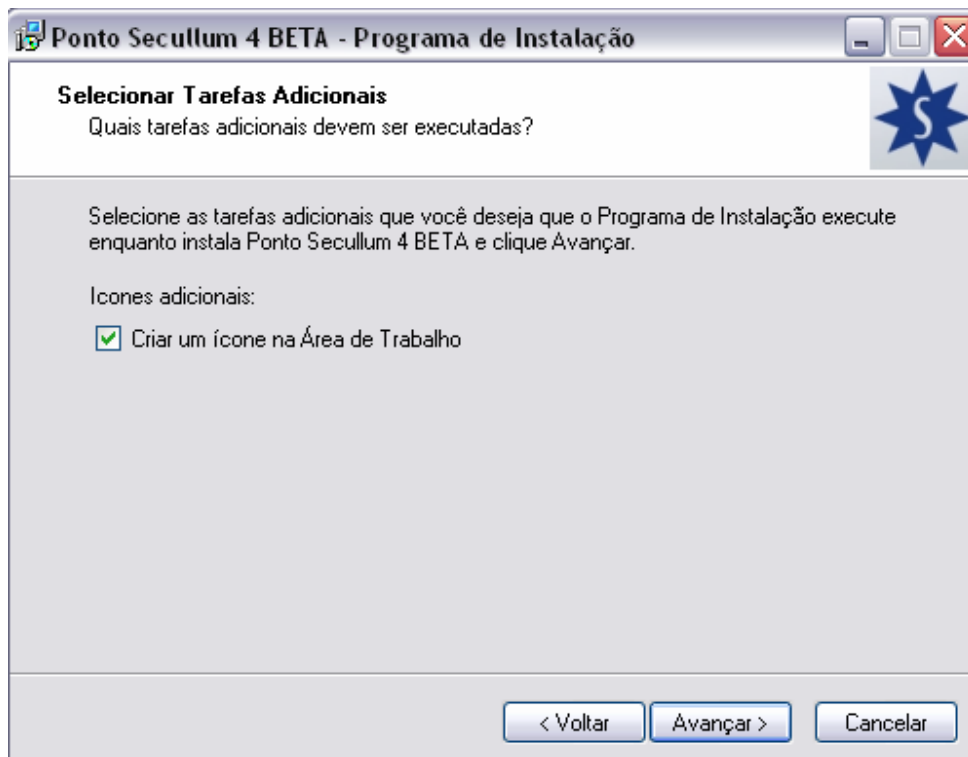 Ponto Secullum 4 BETA - Programa de Instalação
Selecionar Tarefas Adicionais
Quais tarefas adicionais devem ser executadas?
S
Selecione as tarefas adicionais que você deseja que o Programa de Instalação execute
enquanto instala Ponto Secullum 4 BETA e clique Avançar.
Icones adicionais:
Criar um ícone na Área de Trabalho
< Voltar
Avançar >
Cancelar